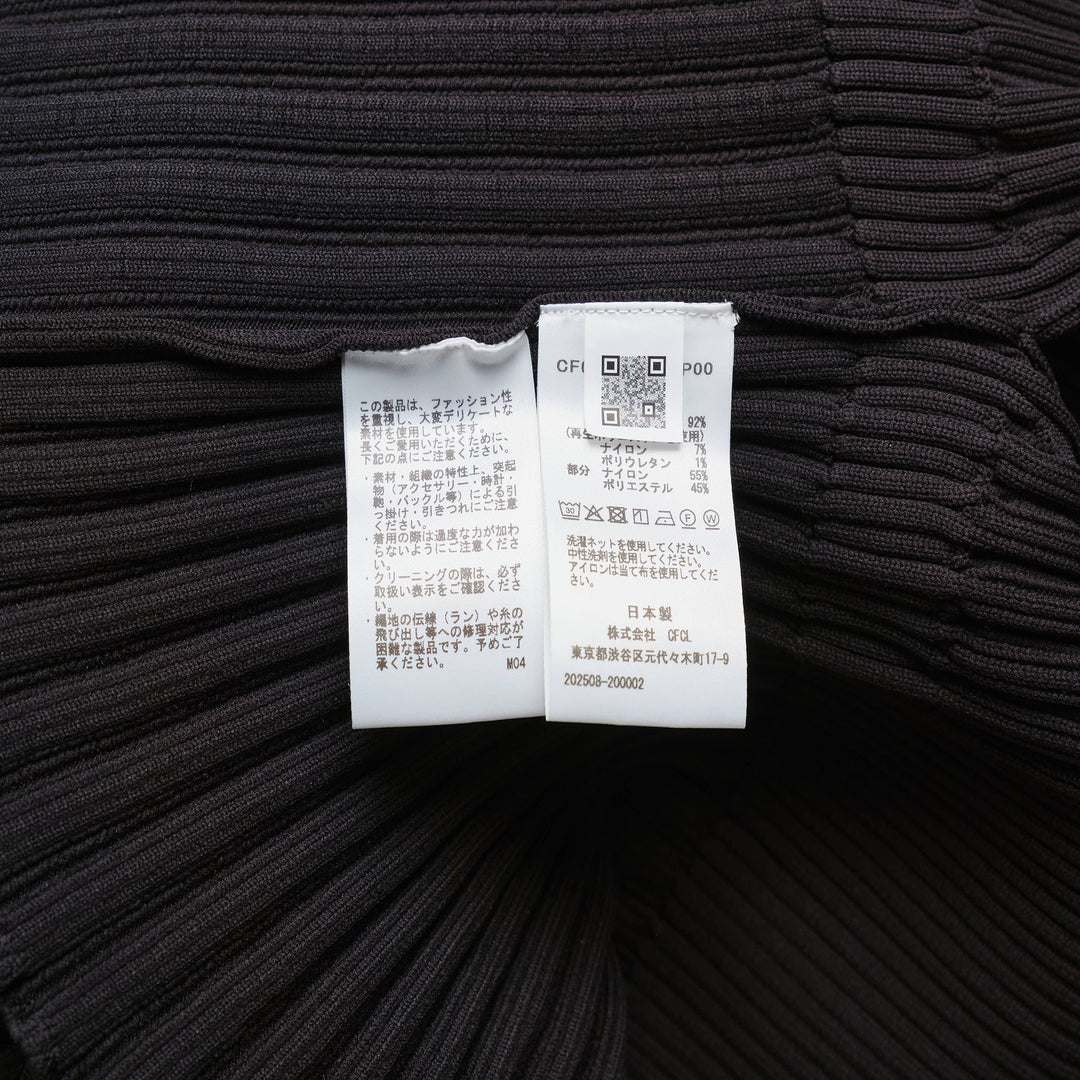 この製品は、ファッション性
を重視し、大変デリケートな
素材を使用しています。
長くご愛用いただくために、
下記の点にご注意ください。
・素材・組織の特性上、突起
物（アクセサリー・時計・
鞄・バックル等）による引
っ掛け・引きつれにご注意
ください。
・着用の際は過度な力が加わ
らないようにご注意くださ
い。
・クリーニングの際は、必ず
取扱い表示をご確認くださ
い。
・編地の伝線（ラン）や糸の
飛び出し等への修理対応が
困難な製品です。予めご了
承ください。
M04
CF P00
92%
（再生 使用）
ナイロン 7%
ポリウレタン 1%
部分 ナイロン 55%
ポリエステル 45%
30 F W
洗濯ネットを使用してください。
中性洗剤を使用してください。
アイロンは当て布を使用してくだ
さい。
日本製
株式会社 CFCL
東京都渋谷区元代々木町17-9
202508-200002